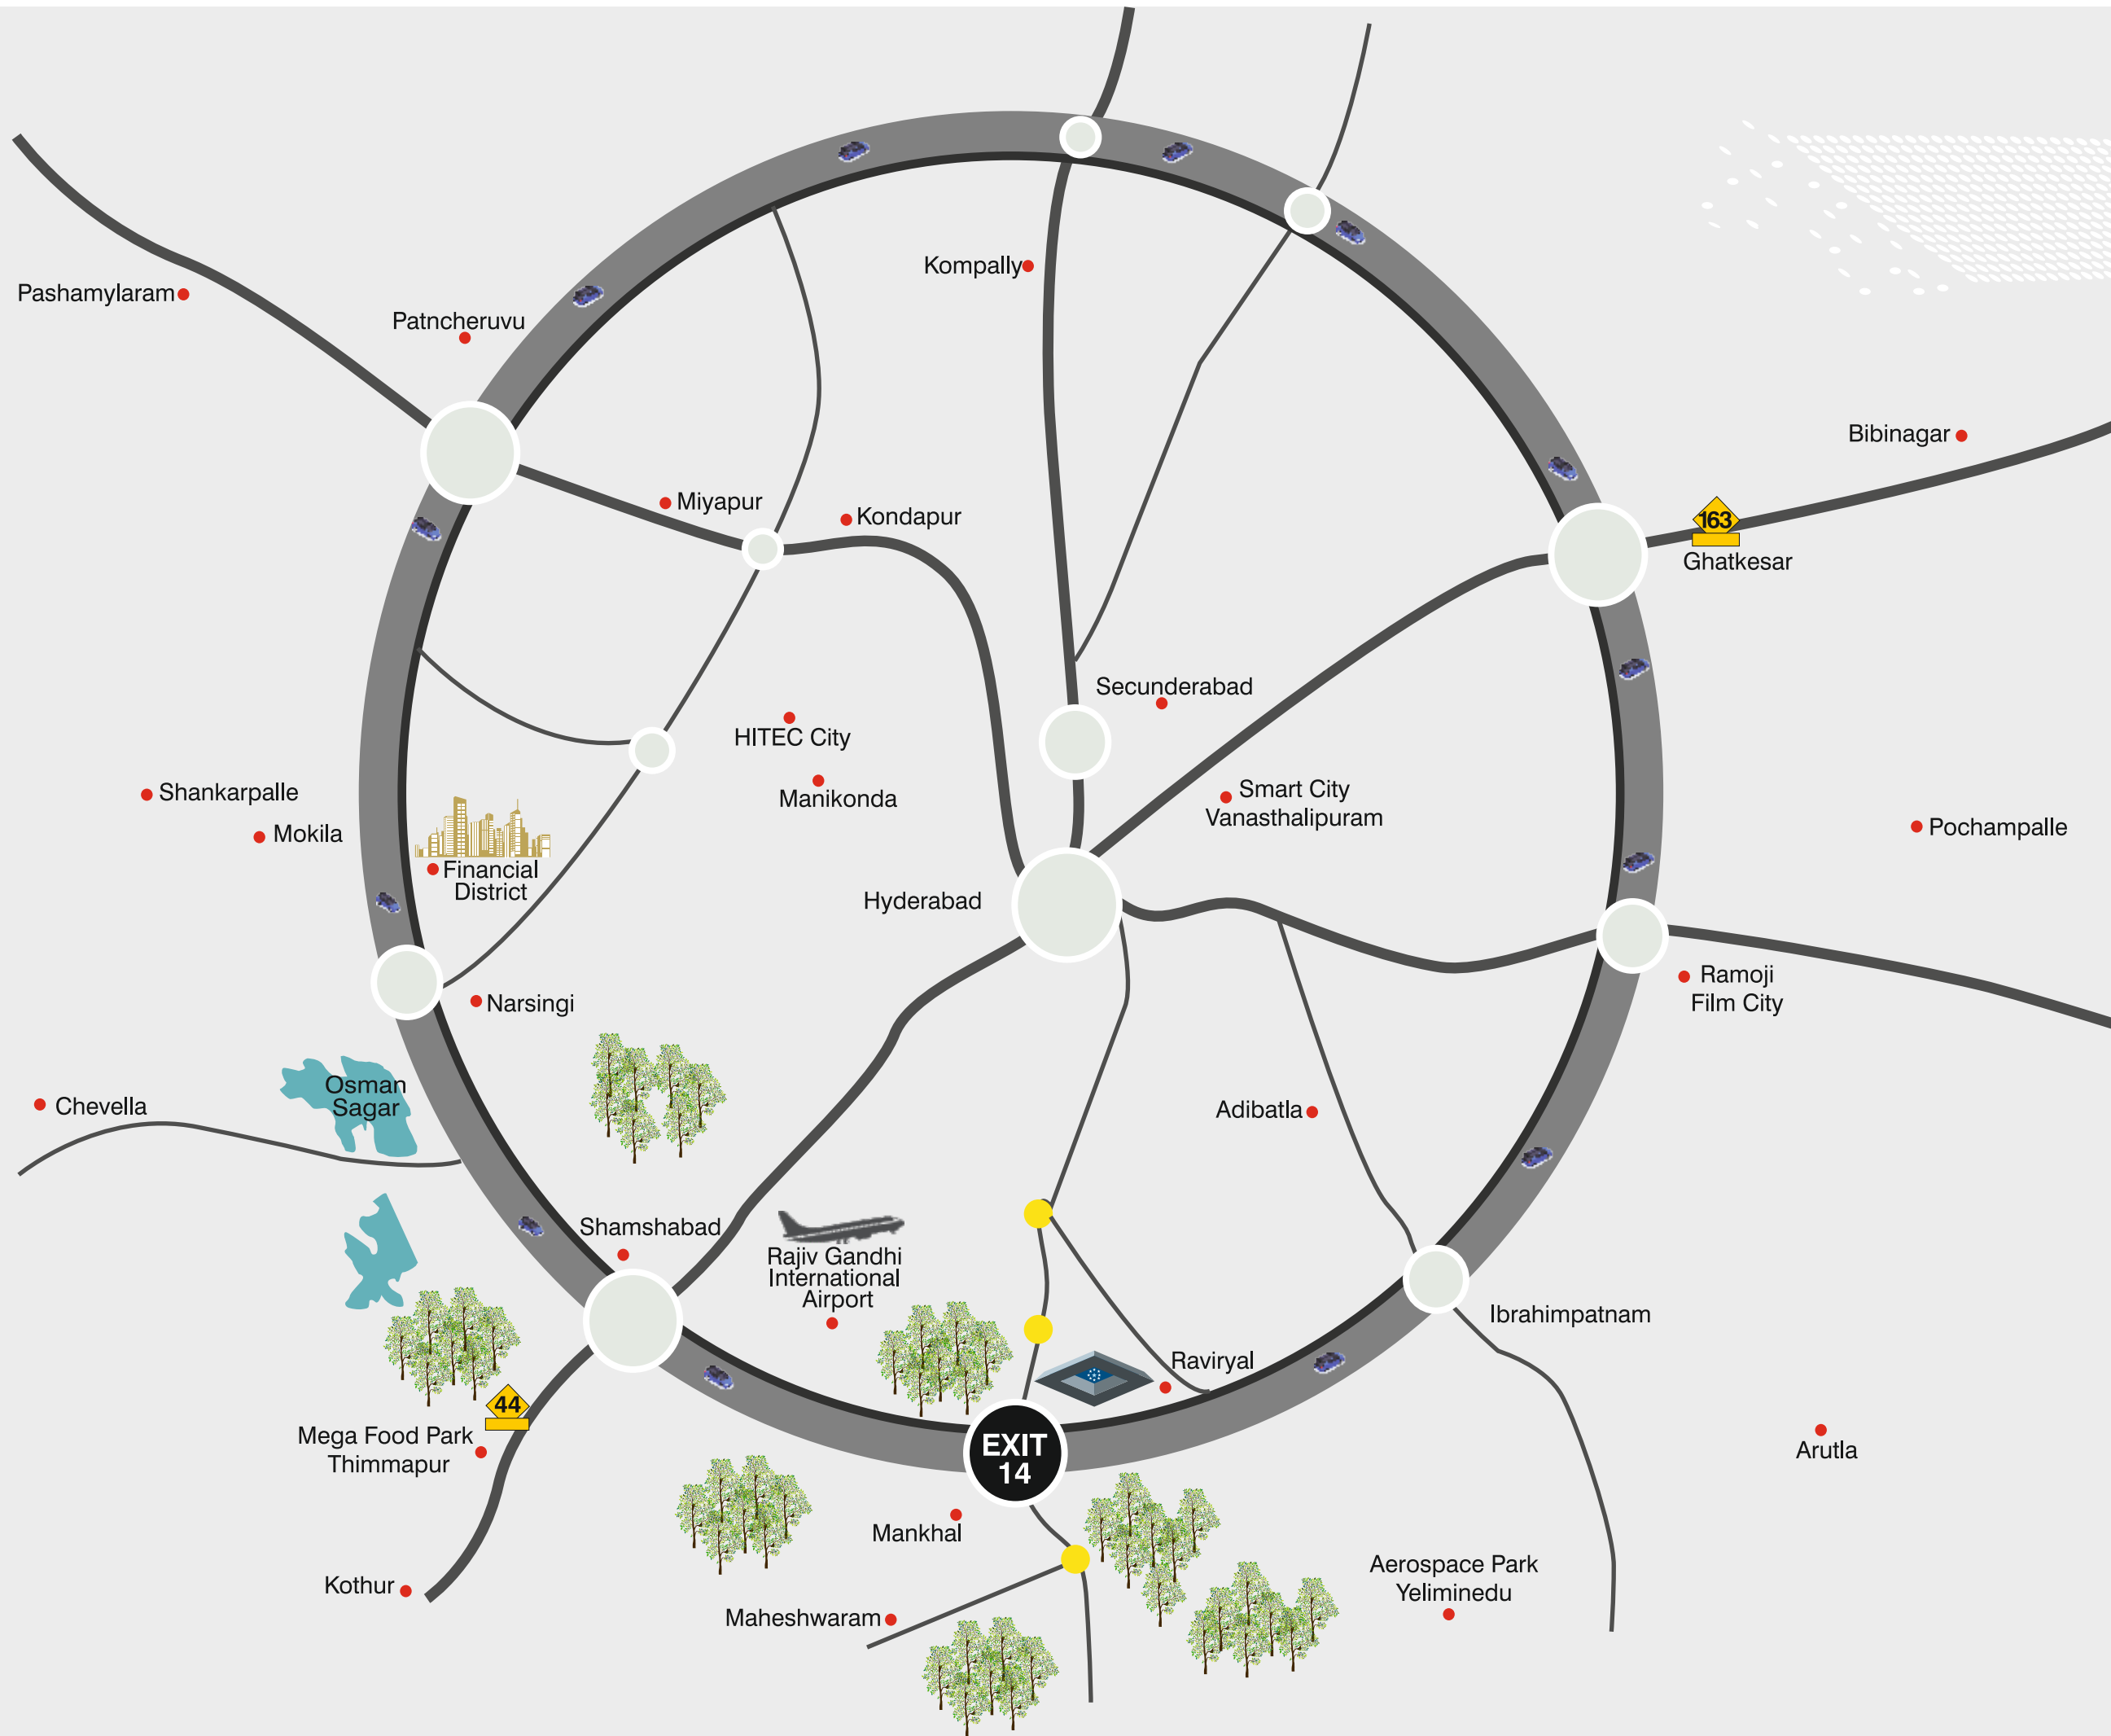 Kompally
Pashamylaram
Patncheruvu
Bibinagar
Miyapur
Kondapur
163
Ghatkesar
Secunderabad
HITEC City
Manikonda
Smart City
Vanasthalipuram
Shankarpalle
Mokila
Pochampalle
Financial
District
Hyderabad
Ramoji
Film City
Narsingi
Osman
Sagar
Chevella
Adibatla
Shamshabad
Rajiv Gandhi
International
Airport
Ibrahimpatnam
Raviryal
44
Mega Food Park
Thimmapur
EXIT
14
Arutla
Mankhal
Aerospace Park
Yeliminedu
Kothur
Maheshwaram